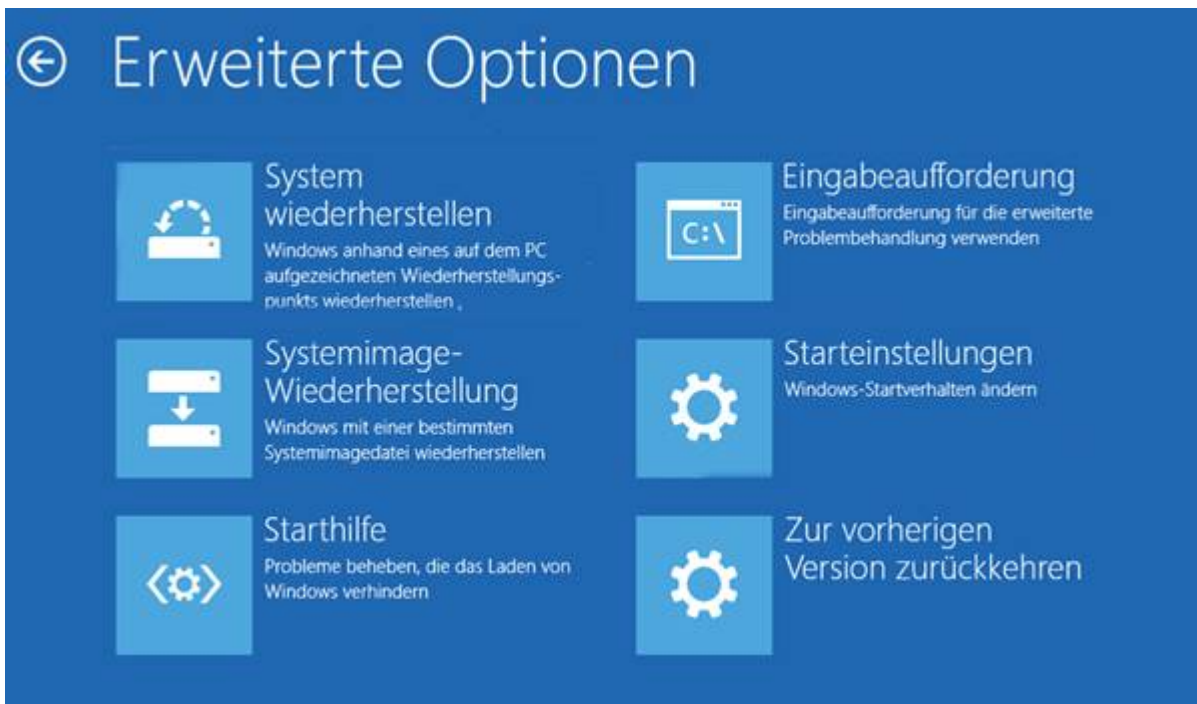 Erweiterte Optionen
System
wiederherstellen
Windows anhand eines auf dem PC
aufgezeichneten Wiederherstellungs-
punkts wiederherstellen
Systemimage-
Wiederherstellung
Windows mit einer bestimmten
Systemimagedatei wiederherstellen
Starthilfe
Probleme beheben, die das Laden von
Windows verhindern
Eingabeaufforderung
Eingabeaufforderung für die erweiterte
Problembehandlung verwenden
C:\
Starteinstellungen
Windows-Startverhalten ändern
Zur vorherigen
Version zurückkehren